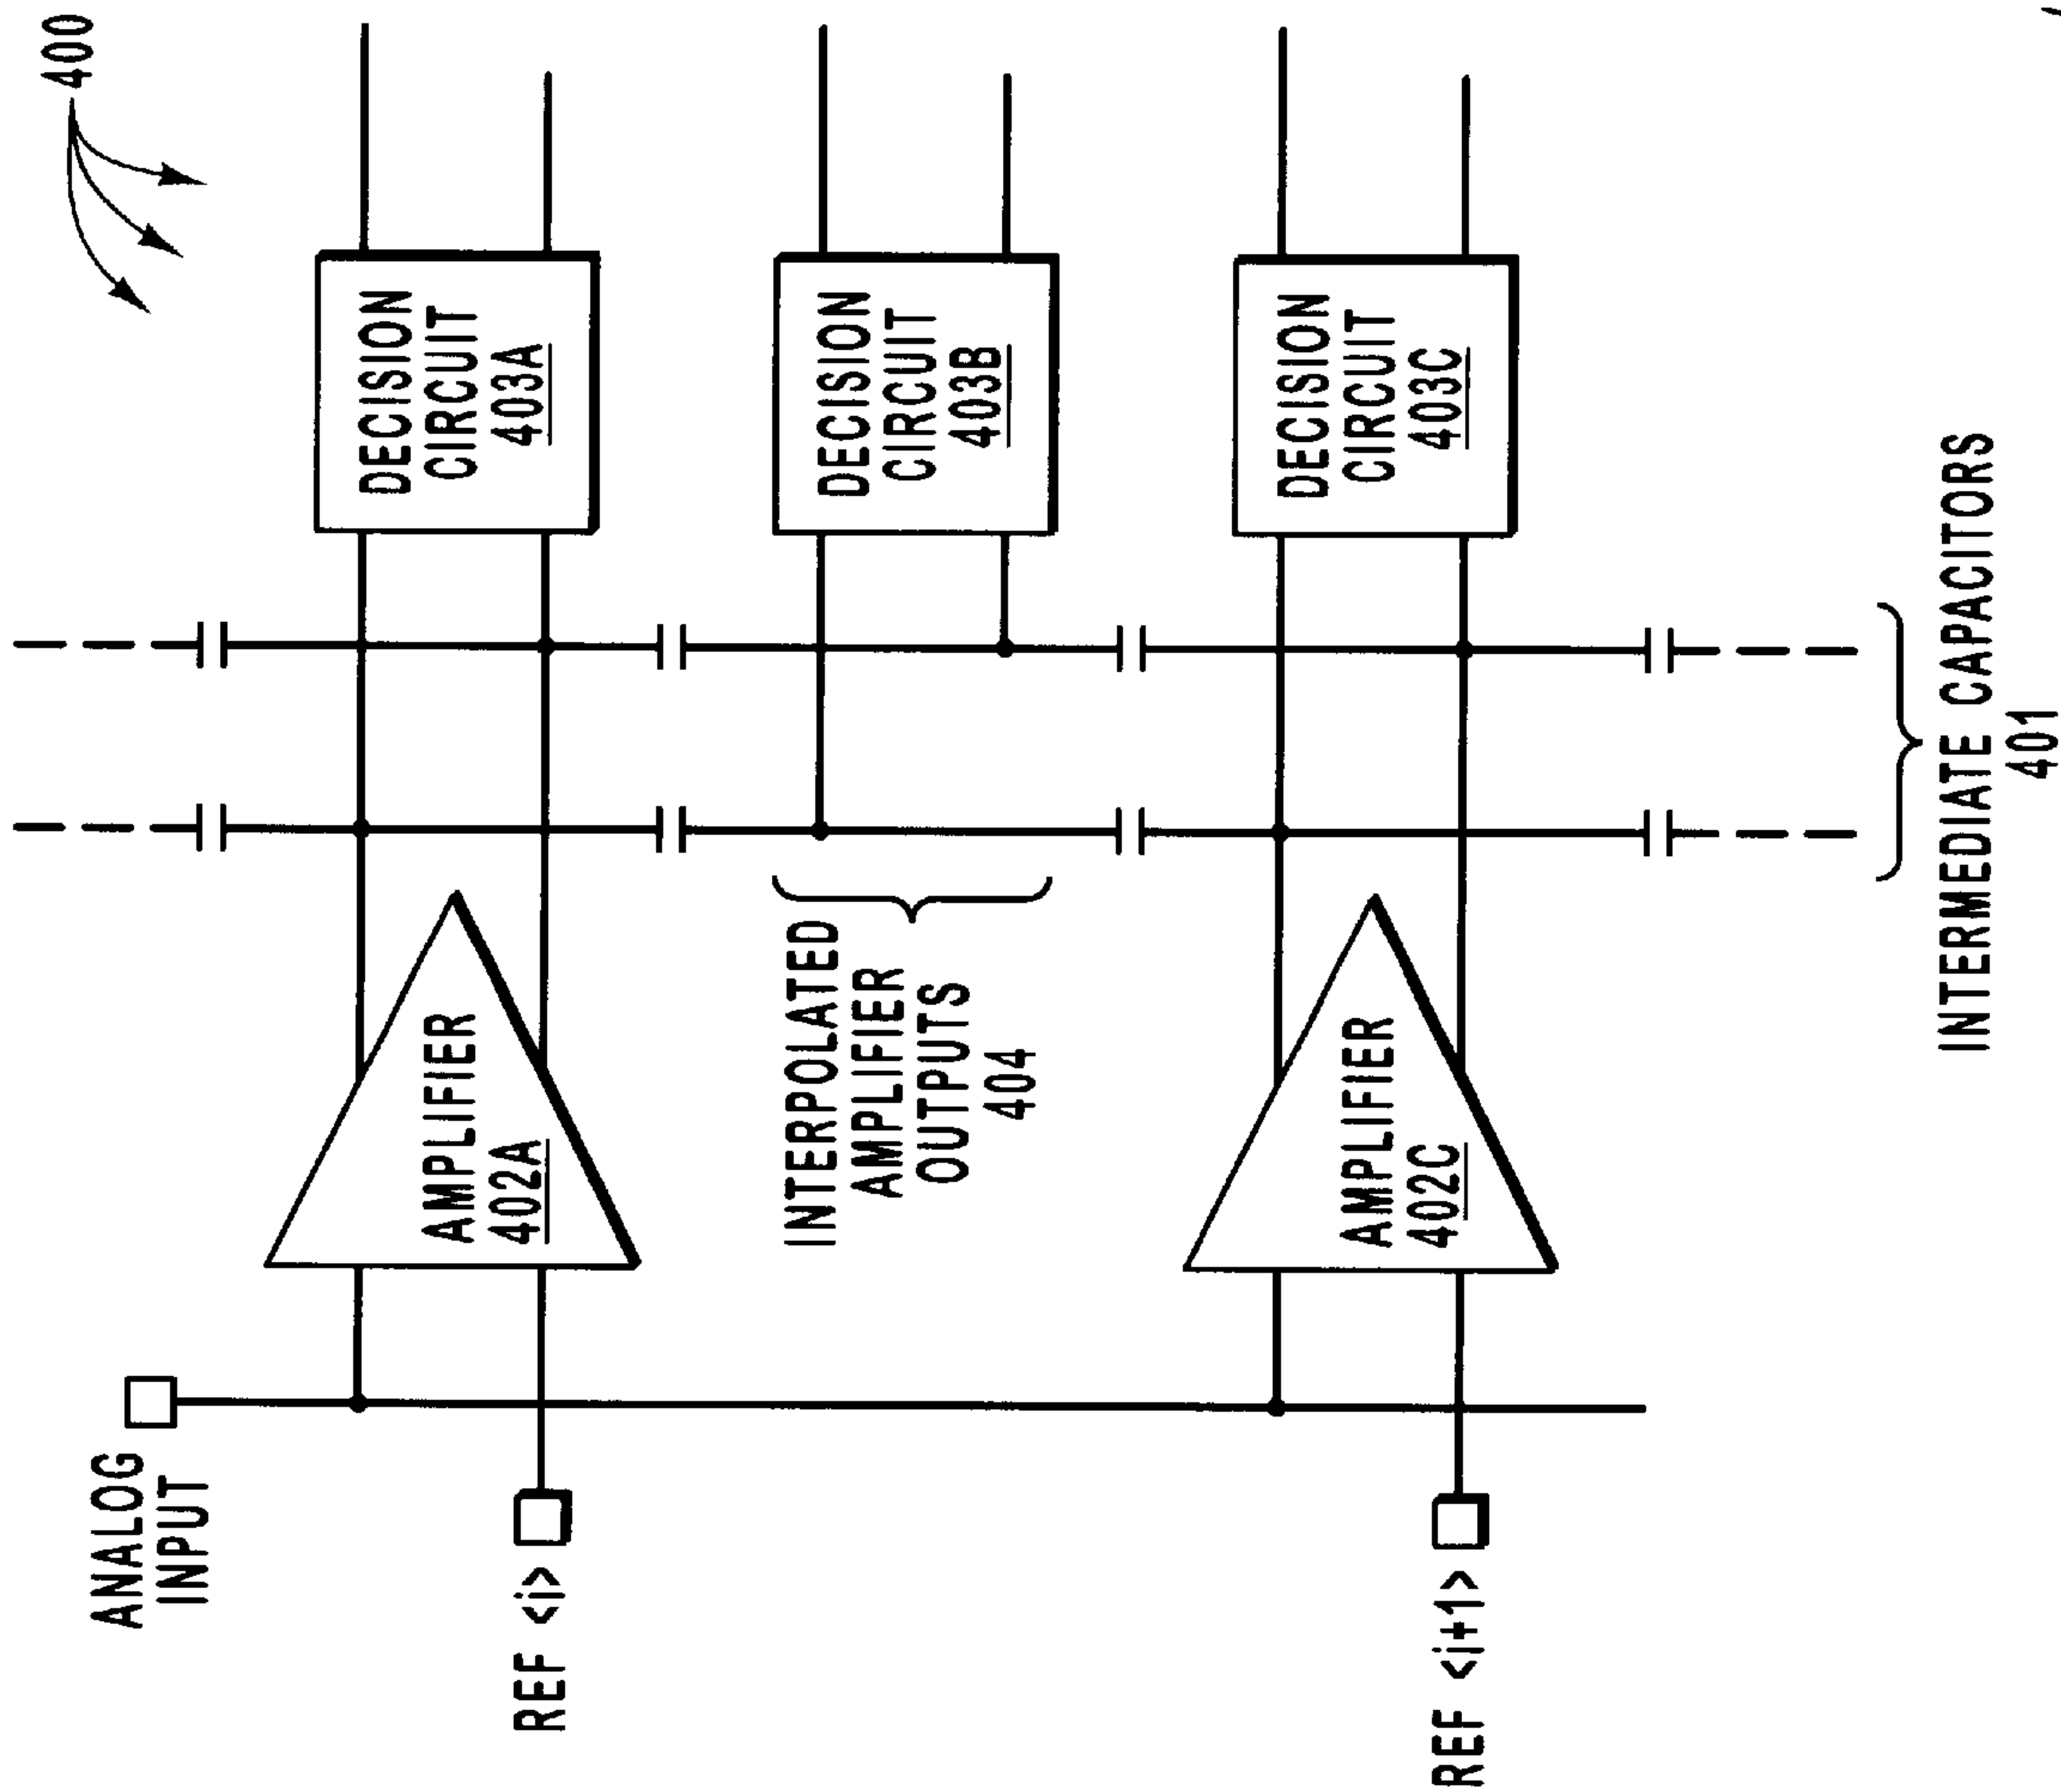 400
ANALOG
INPUT
REF <i>
AMPLIFIER
402A
DECISION
CIRCUIT
403A
INTERPOLATED
AMPLIFIER
OUTPUTS
404
DECISION
CIRCUIT
403B
REF <i+1>
AMPLIFIER
402C
DECISION
CIRCUIT
403C
INTERMEDIATE CAPACITORS
401